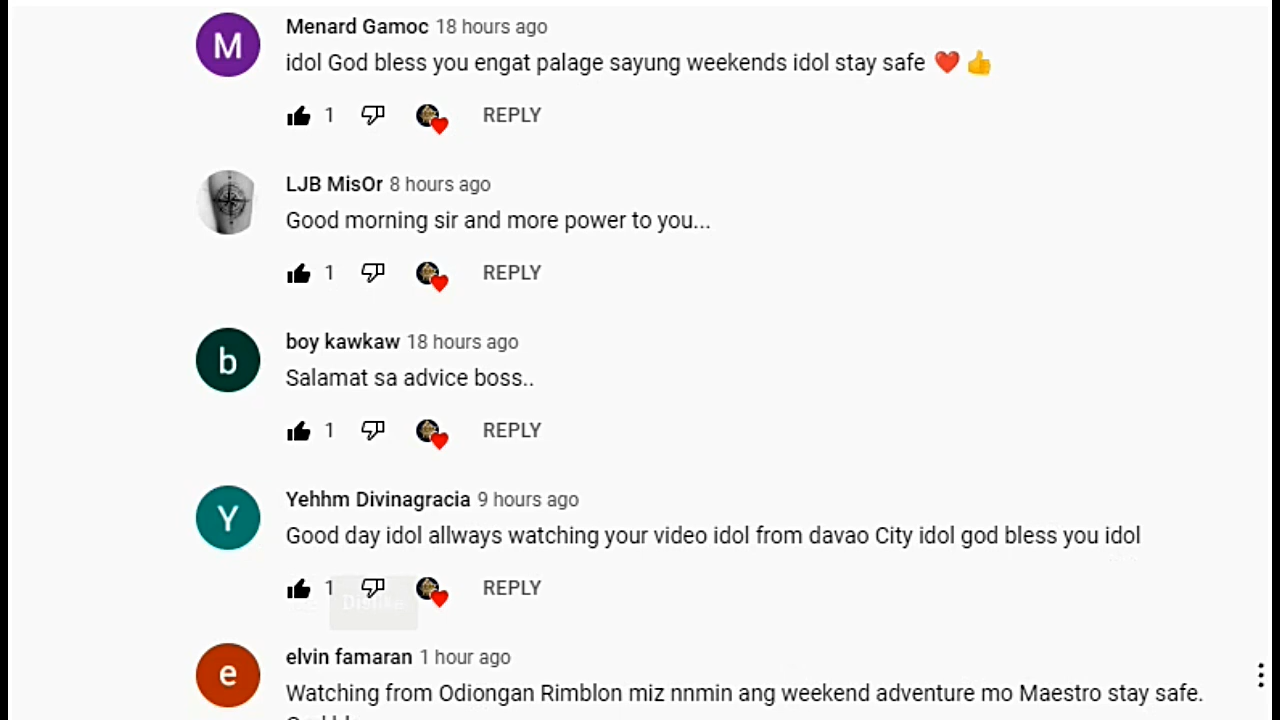 M
Menard Gamoc 18 hours ago
idol God bless you engat palage sayung weekends idol stay safe ❤️ 👍
1 REPLY
LJB MisOr 8 hours ago
Good morning sir and more power to you...
1 REPLY
b
boy kawkaw 18 hours ago
Salamat sa advice boss..
1 REPLY
Y
Yehhm Divinagracia 9 hours ago
Good day idol allways watching your video idol from davao City idol god bless you idol
1 REPLY
Dislike
e
elvin famaran 1 hour ago
Watching from Odiongan Rimblon miz nnmin ang weekend adventure mo Maestro stay safe.